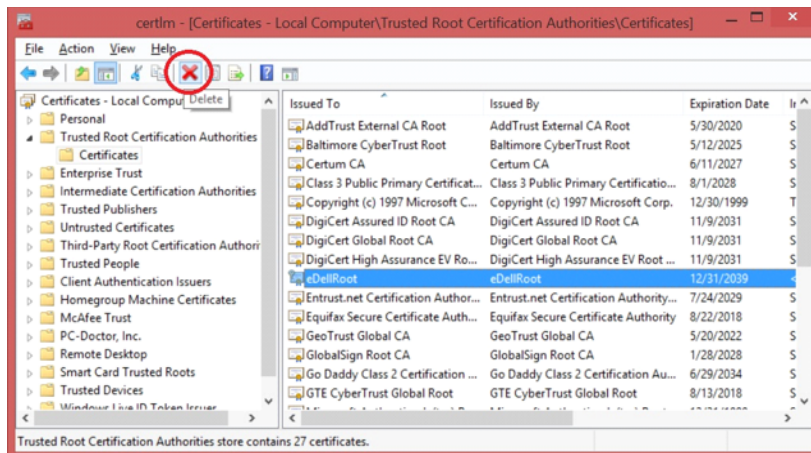 certlm - [Certificates - Local Computer\Trusted Root Certification Authorities\Certificates]
File Action View Help
Delete
Certificates - Local Compu
Personal
Trusted Root Certification Authorities
Certificates
Enterprise Trust
Intermediate Certification Authorities
Trusted Publishers
Untrusted Certificates
Third-Party Root Certification Authori
Trusted People
Client Authentication Issuers
Homegroup Machine Certificates
McAfee Trust
PC-Doctor, Inc.
Remote Desktop
Smart Card Trusted Roots
Trusted Devices
Windows Live ID Token Issuer
Issued To Issued By Expiration Date
AddTrust External CA Root AddTrust External CA Root 5/30/2020 S
Baltimore CyberTrust Root Baltimore CyberTrust Root 5/12/2025 S
Certum CA Certum CA 6/11/2027 S
Class 3 Public Primary Certificat... Class 3 Public Primary Certificatio... 8/1/2028 S
Copyright (c) 1997 Microsoft C... Copyright (c) 1997 Microsoft Corp. 12/30/1999 T
DigiCert Assured ID Root CA DigiCert Assured ID Root CA 11/9/2031 S
DigiCert Global Root CA DigiCert Global Root CA 11/9/2031 S
DigiCert High Assurance EV Ro... DigiCert High Assurance EV Root ... 11/9/2031 S
eDellRoot eDellRoot 12/31/2039 <
Entrust.net Certification Author... Entrust.net Certification Authority... 7/24/2029 S
Equifax Secure Certificate Auth... Equifax Secure Certificate Authority 8/22/2018 S
GeoTrust Global CA GeoTrust Global CA 5/20/2022 S
GlobalSign Root CA GlobalSign Root CA 1/28/2028 S
Go Daddy Class 2 Certification ... Go Daddy Class 2 Certification Au... 6/29/2034 S
GTE CyberTrust Global Root GTE CyberTrust Global Root 8/13/2018 S
Trusted Root Certification Authorities store contains 27 certificates.